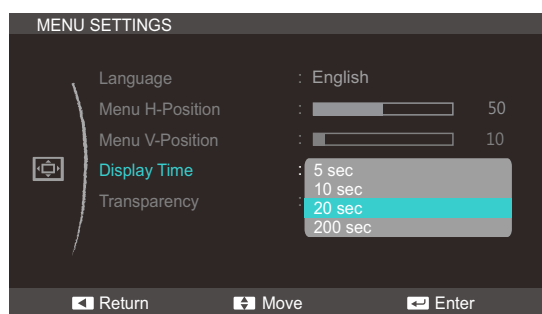 MENU SETTINGS
Language : English
Menu H-Position : 50
Menu V-Position : 10
Display Time : 5 sec
10 sec
Transparency : 20 sec
200 sec
Return Move Enter